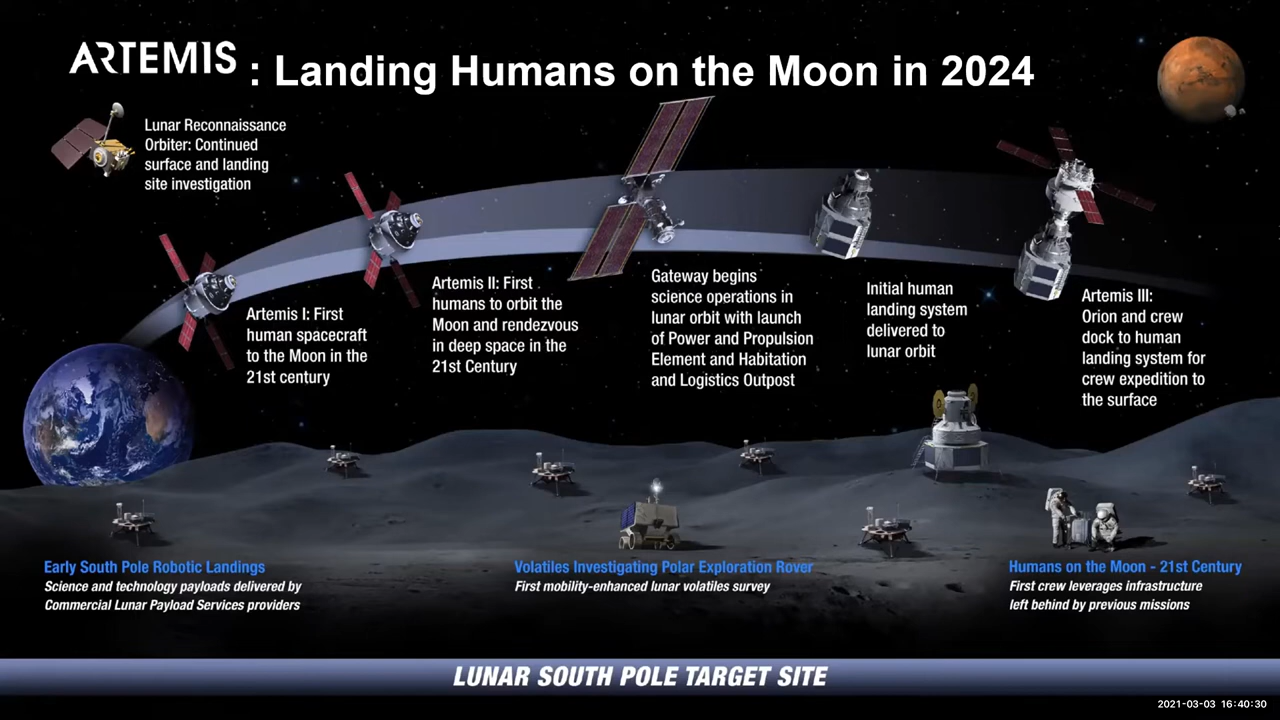 ARTEMIS : Landing Humans on the Moon in 2024
Lunar Reconnaissance
Orbiter: Continued
surface and landing
site investigation
Artemis I: First
human spacecraft
to the Moon in the
21st century
Artemis II: First
humans to orbit the
Moon and rendezvous
in deep space in the
21st Century
Gateway begins
science operations in
lunar orbit with launch
of Power and Propulsion
Element and Habitation
and Logistics Outpost
Initial human
landing system
delivered to
lunar orbit
Artemis III:
Orion and crew
dock to human
landing system for
crew expedition to
the surface
Early South Pole Robotic Landings
Science and technology payloads delivered by
Commercial Lunar Payload Services providers
Volatiles Investigating Polar Exploration Rover
First mobility-enhanced lunar volatiles survey
Humans on the Moon - 21st Century
First crew leverages infrastructure
left behind by previous missions
LUNAR SOUTH POLE TARGET SITE
2021-03-03 16:40:30